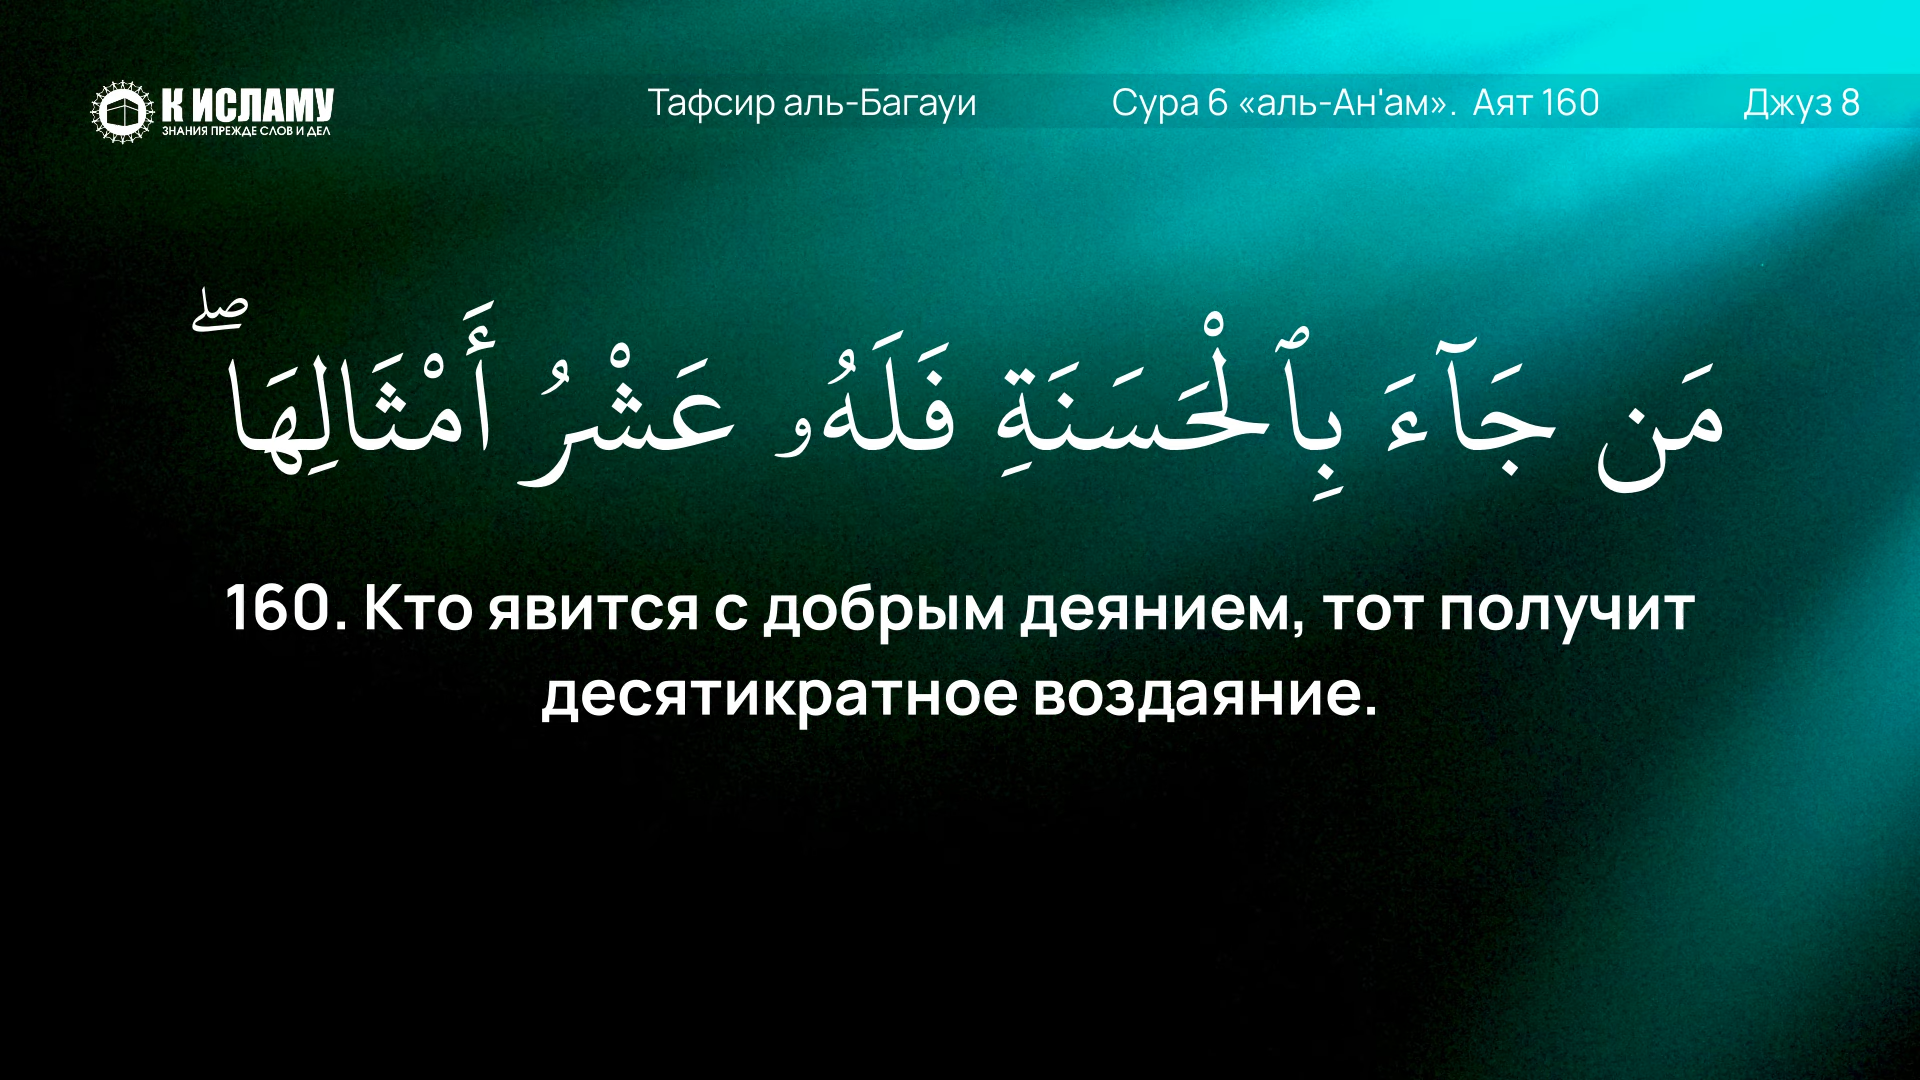 К ИСЛАМУ
ЗНАНИЯ ПРЕЖДЕ СЛОВ И ДЕЛ
Тафсир аль-Багауи
Сура 6 «аль-Ан'ам». Аят 160
Джуз 8
مَن جَآءَ بِٱلْحَسَنَةِ فَلَهُۥ عَشْرُ أَمْثَالِهَا ۖ
160. Кто явится с добрым деянием, тот получит
десятикратное воздаяние.